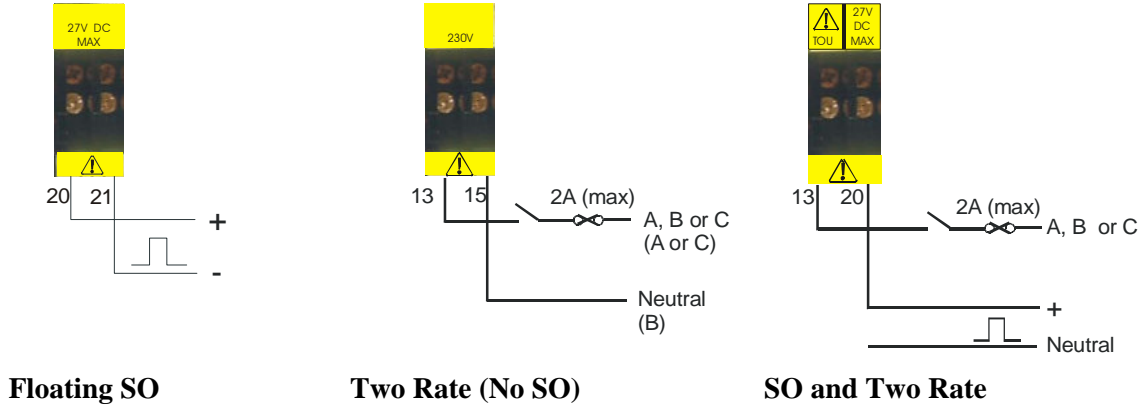 27V DC
MAX
20 21
+
-
Floating SO
230V
13 15
2A (max)
A, B or C
(A or C)
Neutral
(B)
Two Rate (No SO)
TOU
27V
DC
MAX
13 20
2A (max)
A, B or C
+
Neutral
SO and Two Rate